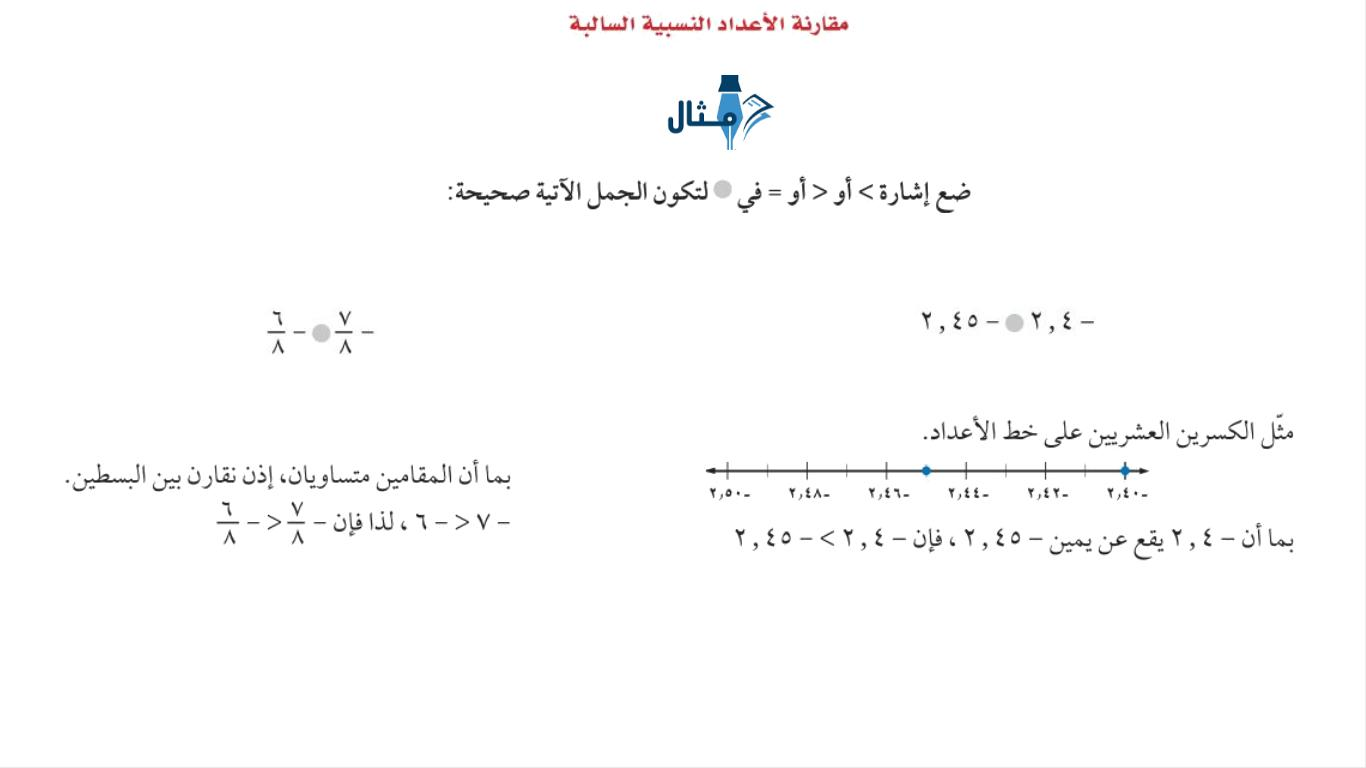 مقارنة الأعداد النسبية السالبة
مثال
ضع إشارة > أو < أو = في ● لتكون الجمل الآتية صحيحة:
– ٢,٤ ● – ٢,٤٥
– ٧/٨ ● – ٦/٨
مثّل الكسرين العشريين على خط الأعداد.
-٢,٥٠ -٢,٤٨ -٢,٤٦ -٢,٤٤ -٢,٤٢ -٢,٤٠
بما أن – ٢,٤ يقع عن يمين – ٢,٤٥ ، فإن – ٢,٤ > – ٢,٤٥
بما أن المقامين متساويان، إذن نقارن بين البسطين.
– ٧ < – ٦ ، لذا فإن – ٧/٨ < – ٦/٨